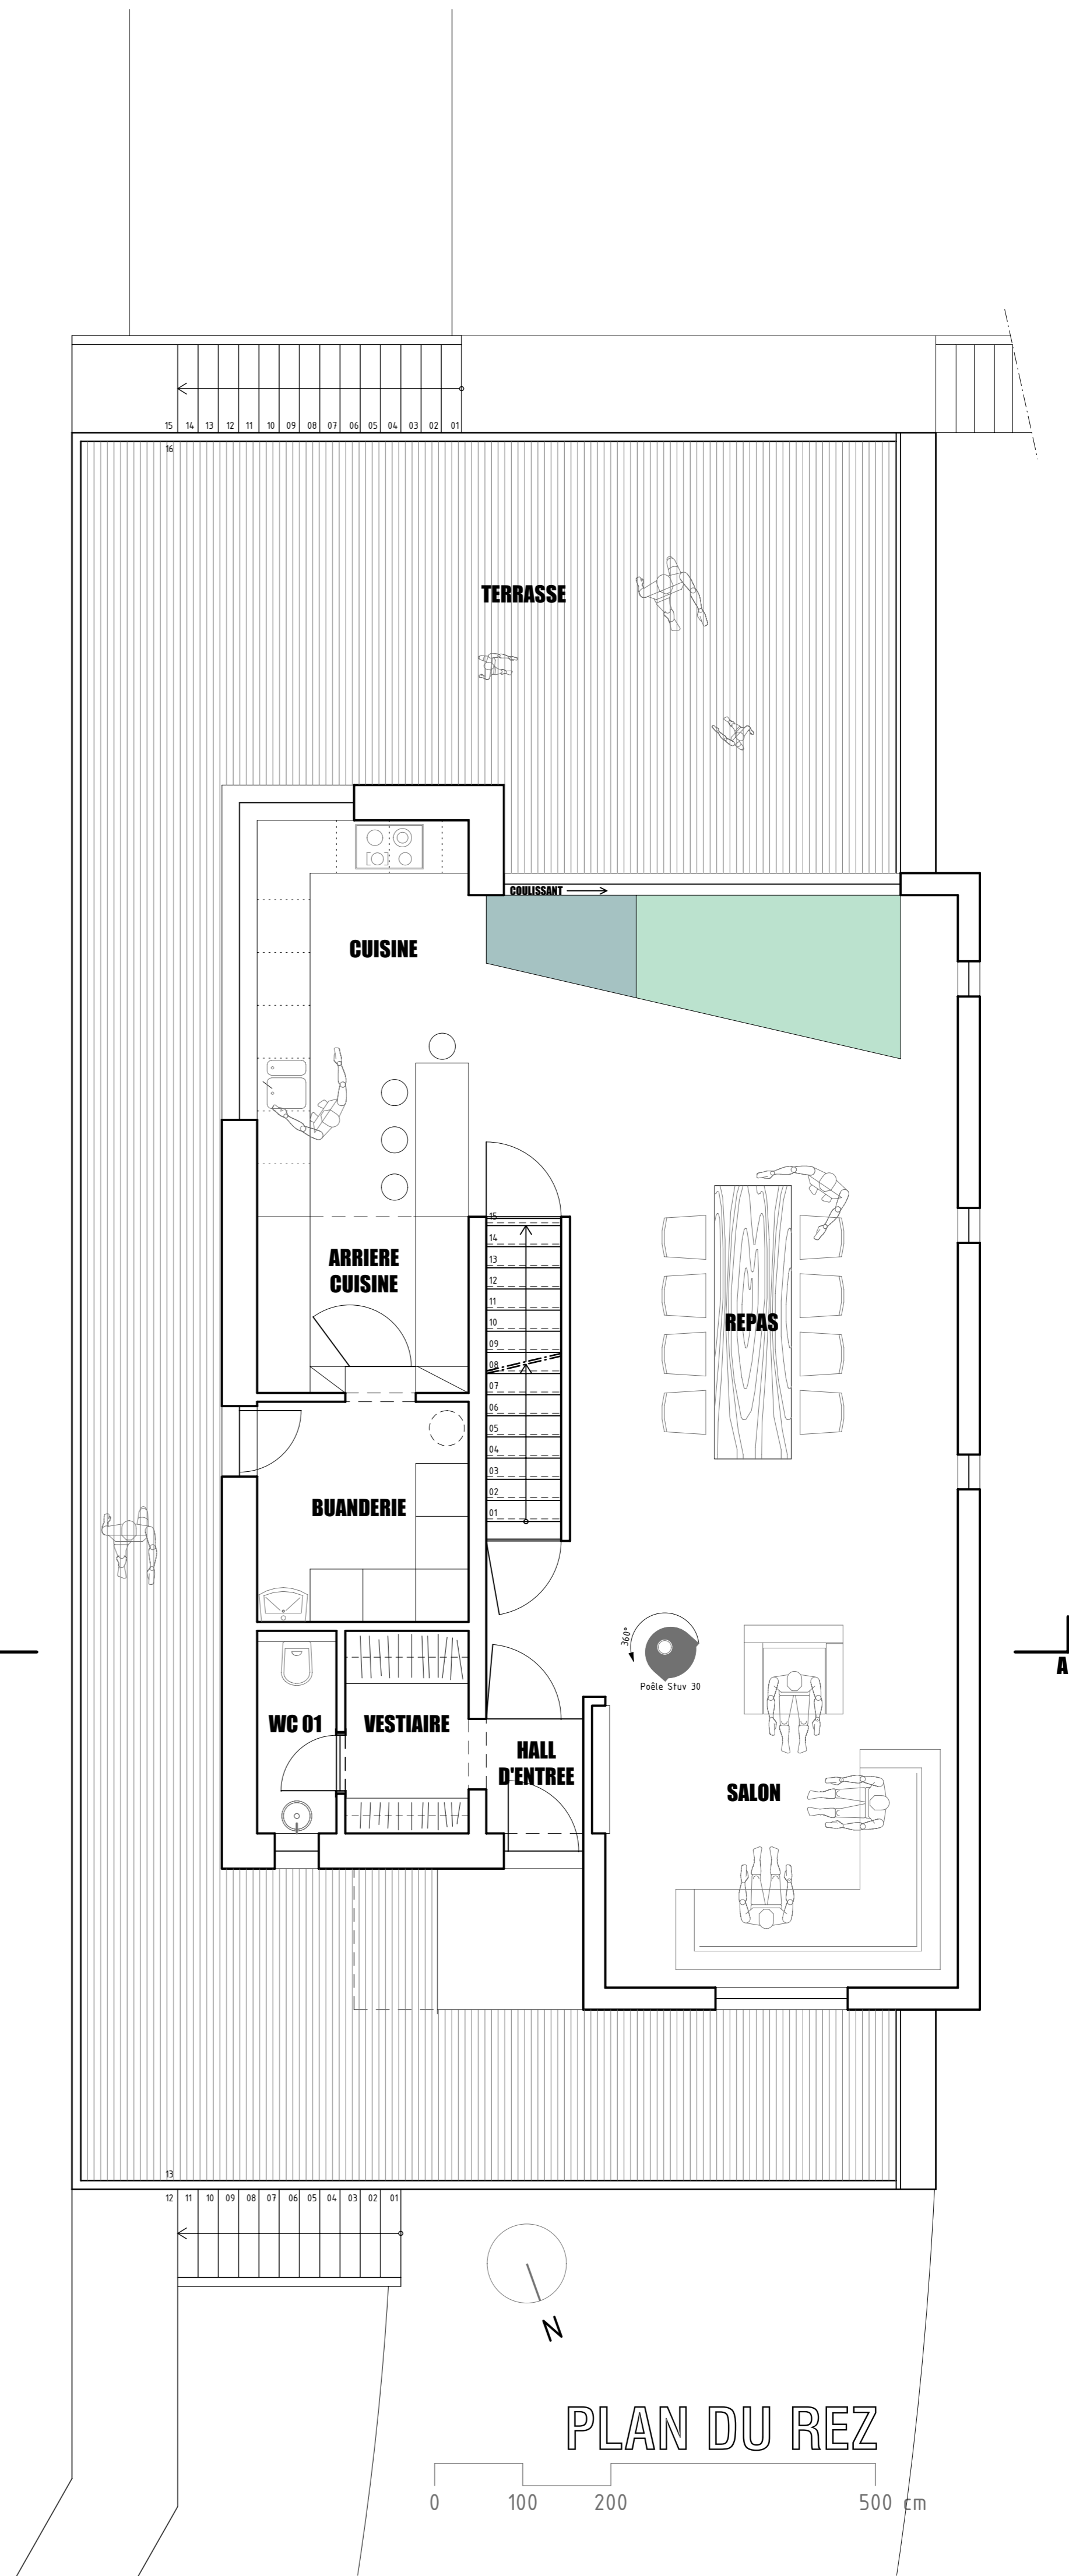 15 14 13 12 11 10 09 08 07 06 05 04 03 02 01
16
TERRASSE
COULISSANT
CUISINE
15
14
13
12
11
10
09
08
07
06
05
04
03
02
01
ARRIERE
CUISINE
REPAS
BUANDERIE
360°
Poêle Stuv 30
A
WC 01
VESTIAIRE
HALL
D'ENTREE
SALON
13
12 11 10 09 08 07 06 05 04 03 02 01
N
PLAN DU REZ
0 100 200 500 cm